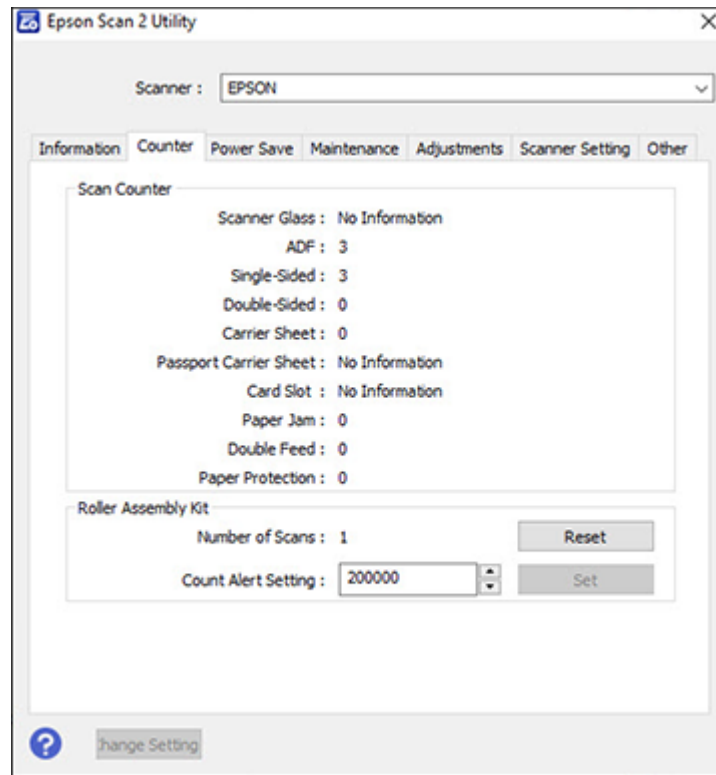 Epson Scan 2 Utility
Scanner : EPSON
Information Counter Power Save Maintenance Adjustments Scanner Setting Other
Scan Counter
Scanner Glass : No Information
ADF : 3
Single-Sided : 3
Double-Sided : 0
Carrier Sheet : 0
Passport Carrier Sheet : No Information
Card Slot : No Information
Paper Jam : 0
Double Feed : 0
Paper Protection : 0
Roller Assembly Kit
Number of Scans : 1 Reset
Count Alert Setting : 200000 Set
? hange Setting